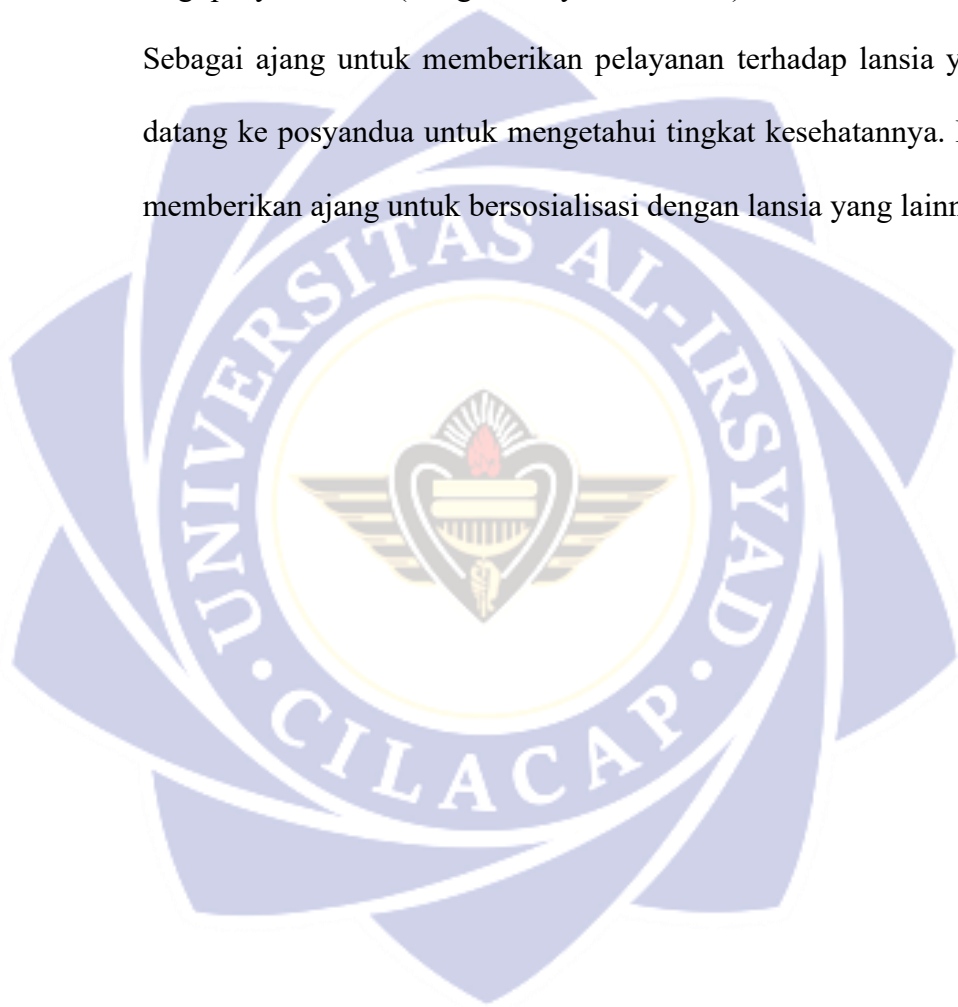 Sebagai ajang untuk memberikan pelayanan terhadap lansia y
datang ke posyandua untuk mengetahui tingkat kesehatannya.
memberikan ajang untuk bersosialisasi dengan lansia yang lainn
UNIVERSITAS AL-IRSYAD
• CILACAP •